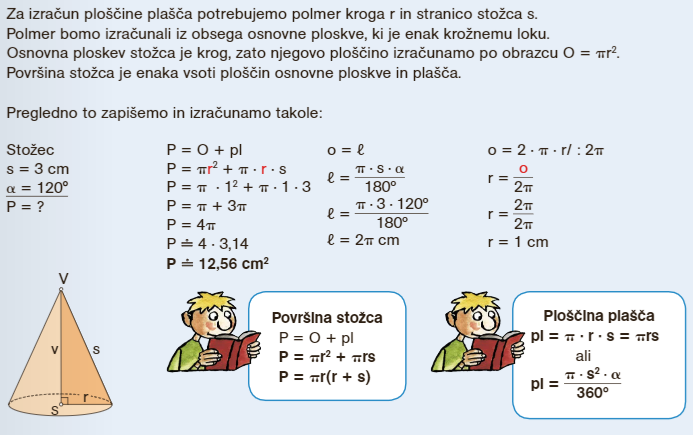 Za izračun ploščine plašča potrebujemo polmer kroga r in stranico stožca s.
Polmer bomo izračunali iz obsega osnovne ploskve, ki je enak krožnemu loku.
Osnovna ploskev stožca je krog, zato njegovo ploščino izračunamo po obrazcu O = πr².
Površina stožca je enaka vsoti ploščin osnovne ploskve in plašča.
Pregledno to zapišemo in izračunamo takole:
Stožec
s = 3 cm
α = 120°
P = ?
P = O + pl
P = πr² + π · r · s
P = π · 1² + π · 1 · 3
P = π + 3π
P = 4π
P ≐ 4 · 3,14
P ≐ 12,56 cm²
o = ℓ
ℓ = π · s · α / 180°
ℓ = π · 3 · 120° / 180°
ℓ = 2π cm
o = 2 · π · r/ : 2π
r = o / 2π
r = 2π / 2π
r = 1 cm
V
v
s
r
S
Površina stožca
P = O + pl
P = πr² + πrs
P = πr(r + s)
Ploščina plašča
pl = π · r · s = πrs
ali
pl = π · s² · α / 360°